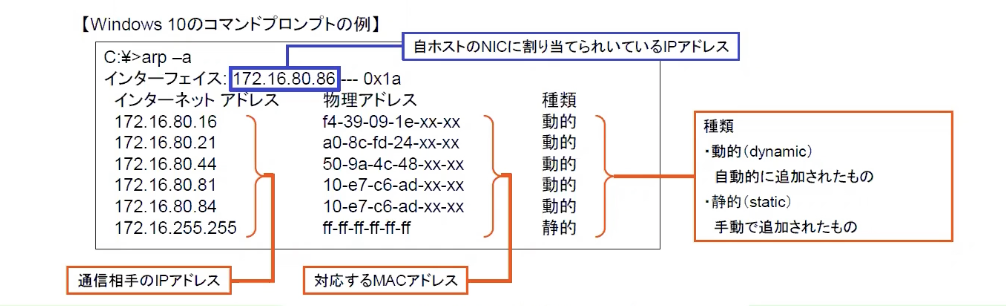 【Windows 10のコマンドプロンプトの例】
自ホストのNICに割り当てられいているIPアドレス
C:¥>arp –a
インターフェイス: 172.16.80.86 --- 0x1a
インターネット アドレス 物理アドレス 種類
172.16.80.16 f4-39-09-1e-xx-xx 動的
172.16.80.21 a0-8c-fd-24-xx-xx 動的
172.16.80.44 50-9a-4c-48-xx-xx 動的
172.16.80.81 10-e7-c6-ad-xx-xx 動的
172.16.80.84 10-e7-c6-ad-xx-xx 動的
172.16.255.255 ff-ff-ff-ff-ff-ff 静的
種類
・動的（dynamic）
自動的に追加されたもの
・静的（static）
手動で追加されたもの
通信相手のIPアドレス
対応するMACアドレス